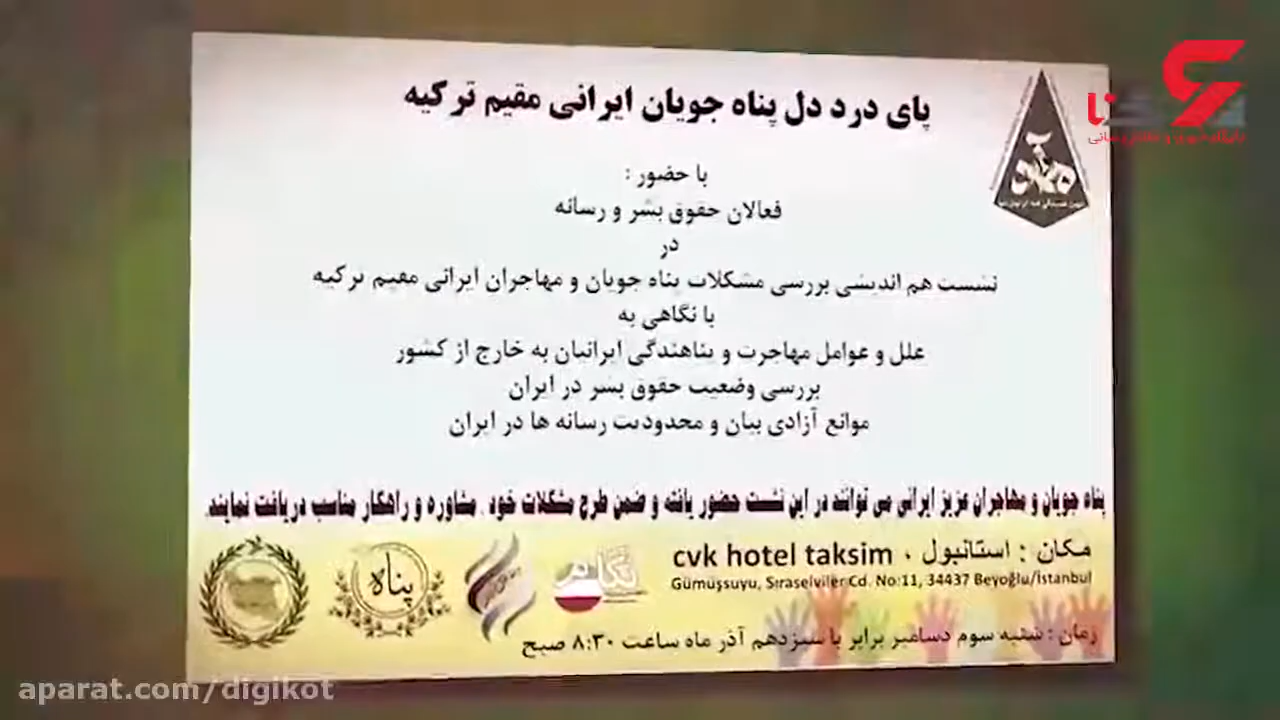 پای درد دل پناه جویان ایرانی مقیم ترکیه
با حضور :
فعالان حقوق بشر و رسانه
در
نشست هم اندیشی بررسی مشکلات پناه جویان و مهاجران ایرانی مقیم ترکیه
با نگاهی به
علل و عوامل مهاجرت و پناهندگی ایرانیان به خارج از کشور
بررسی وضعیت حقوق بشر در ایران
موانع آزادی بیان و محدودیت رسانه ها در ایران
پناه جویان و مهاجران عزیز ایرانی می توانند در این نشست حضور یافته و ضمن طرح مشکلات خود ، مشاوره و راهکار مناسب دریافت نمایند.
مکان : استانبول ، cvk hotel taksim
Gümüşsuyu, Sıraselviler Cd. No:11, 34437 Beyoğlu/İstanbul
زمان : شنبه سوم دسامبر برابر با سیزدهم آذر ماه ساعت ۸:۳۰ صبح
پناه
aparat.com/digikot